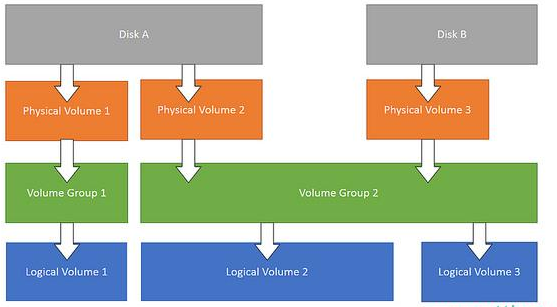 Disk A
Disk B
Physical Volume 1
Physical Volume 2
Physical Volume 3
Volume Group 1
Volume Group 2
Logical Volume 1
Logical Volume 2
Logical Volume 3